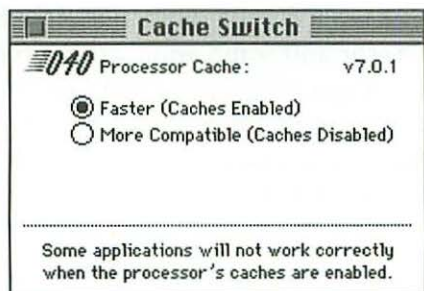 Cache Switch
040 Processor Cache: v7.0.1
Faster (Caches Enabled)
More Compatible (Caches Disabled)
Some applications will not work correctly
when the processor's caches are enabled.